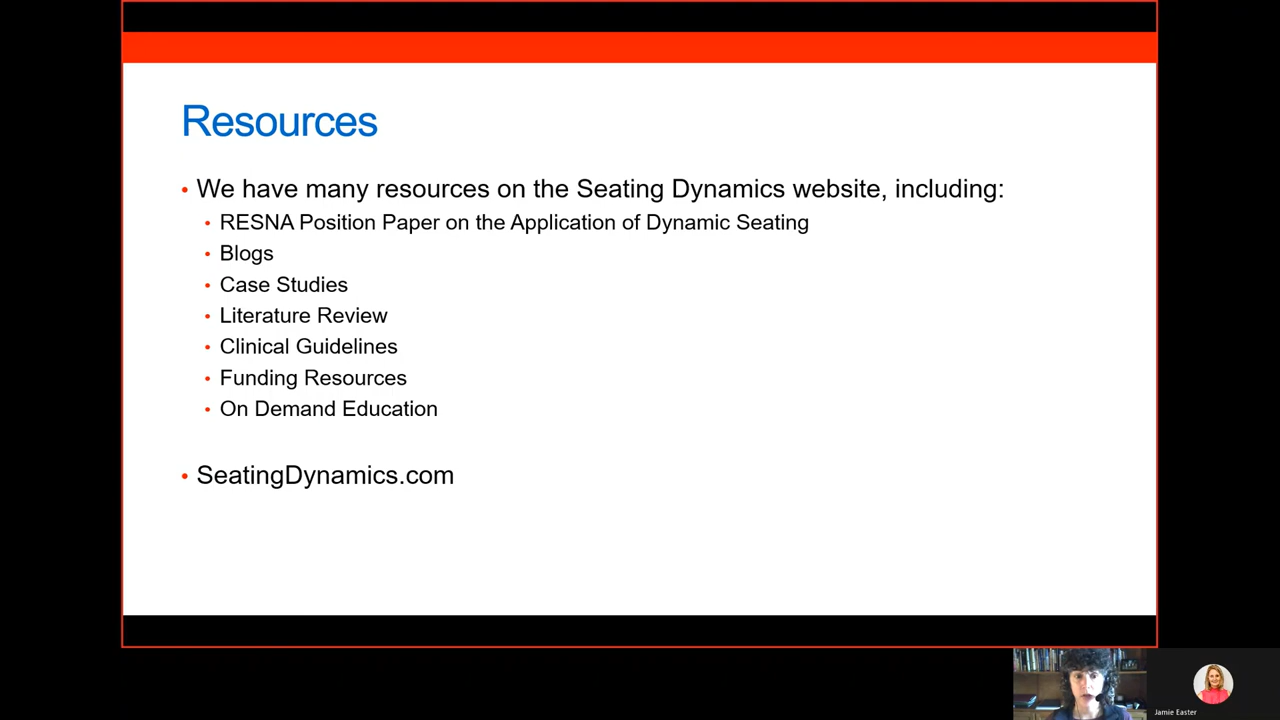 Resources
• We have many resources on the Seating Dynamics website, including:
• RESNA Position Paper on the Application of Dynamic Seating
• Blogs
• Case Studies
• Literature Review
• Clinical Guidelines
• Funding Resources
• On Demand Education
• SeatingDynamics.com
Jamie Easter